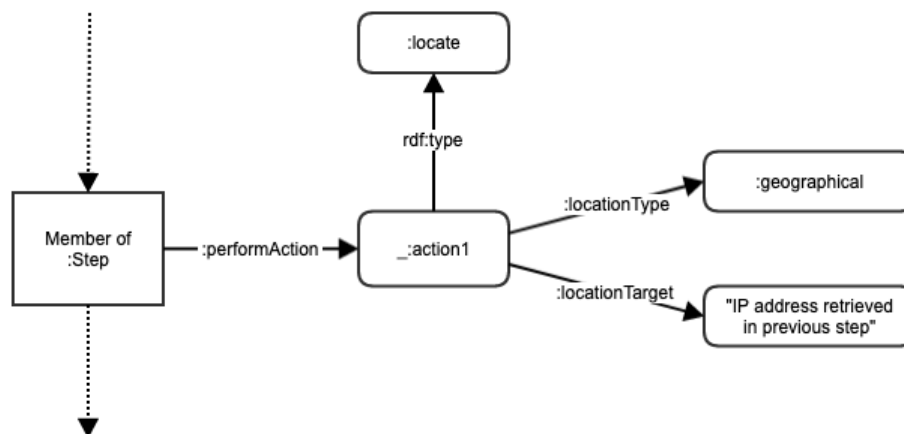 :locate
rdf:type
:geographical
:locationType
Member of
:Step
:performAction
_:action1
:locationTarget
"IP address retrieved
in previous step"